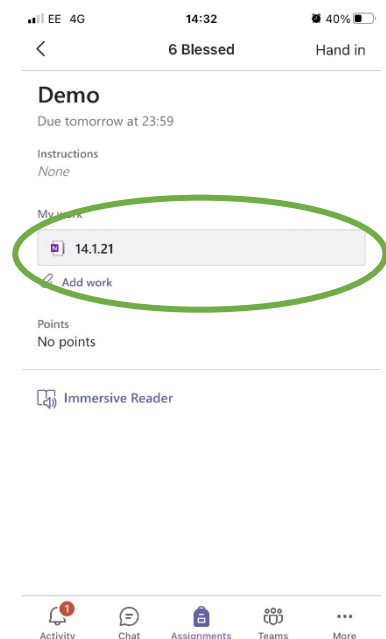 EE 4G 14:32 40%
6 Blessed Hand in
Demo
Due tomorrow at 23:59
Instructions
None
My work
N 14.1.21
Add work
Points
No points
Immersive Reader
1
Activity Chat Assignments Teams More